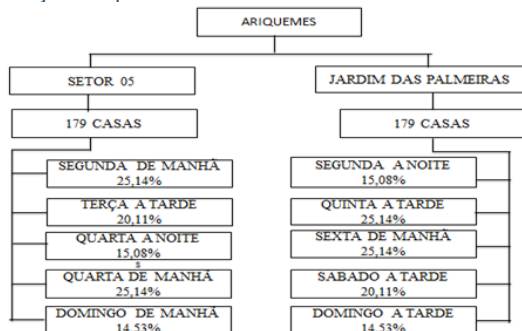 ARIQUEMES
SETOR 05
179 CASAS
SEGUNDA DE MANHÃ
25,14%
TERÇA A TARDE
20,11%
QUARTA A NOITE
15,08%
s
QUARTA DE MANHÃ
25,14%
DOMINGO DE MANHÃ
14,53%
JARDIM DAS PALMEIRAS
179 CASAS
SEGUNDA A NOITE
15,08%
QUINTA A TARDE
25,14%
SEXTA DE MANHÃ
25,14%
SABADO A TARDE
20,11%
DOMINGO A TARDE
14,53%